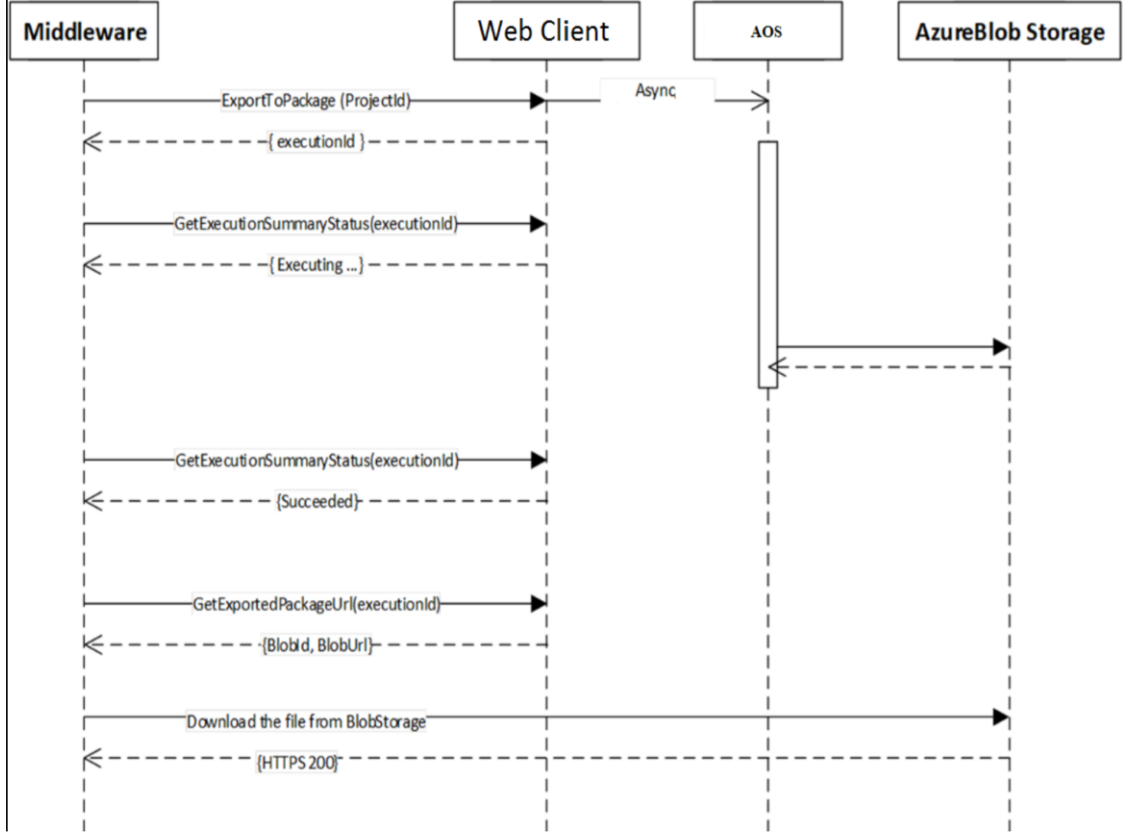 Middleware
Web Client
AOS
AzureBlob Storage
ExportToPackage (ProjectId)
Async
{ executionId }
GetExecutionSummaryStatus(executionId)
{ Executing ...}
GetExecutionSummaryStatus(executionId)
{Succeeded}
GetExportedPackageUrl(executionId)
{BlobId, BlobUrl}
Download the file from BlobStorage
{HTTPS 200}